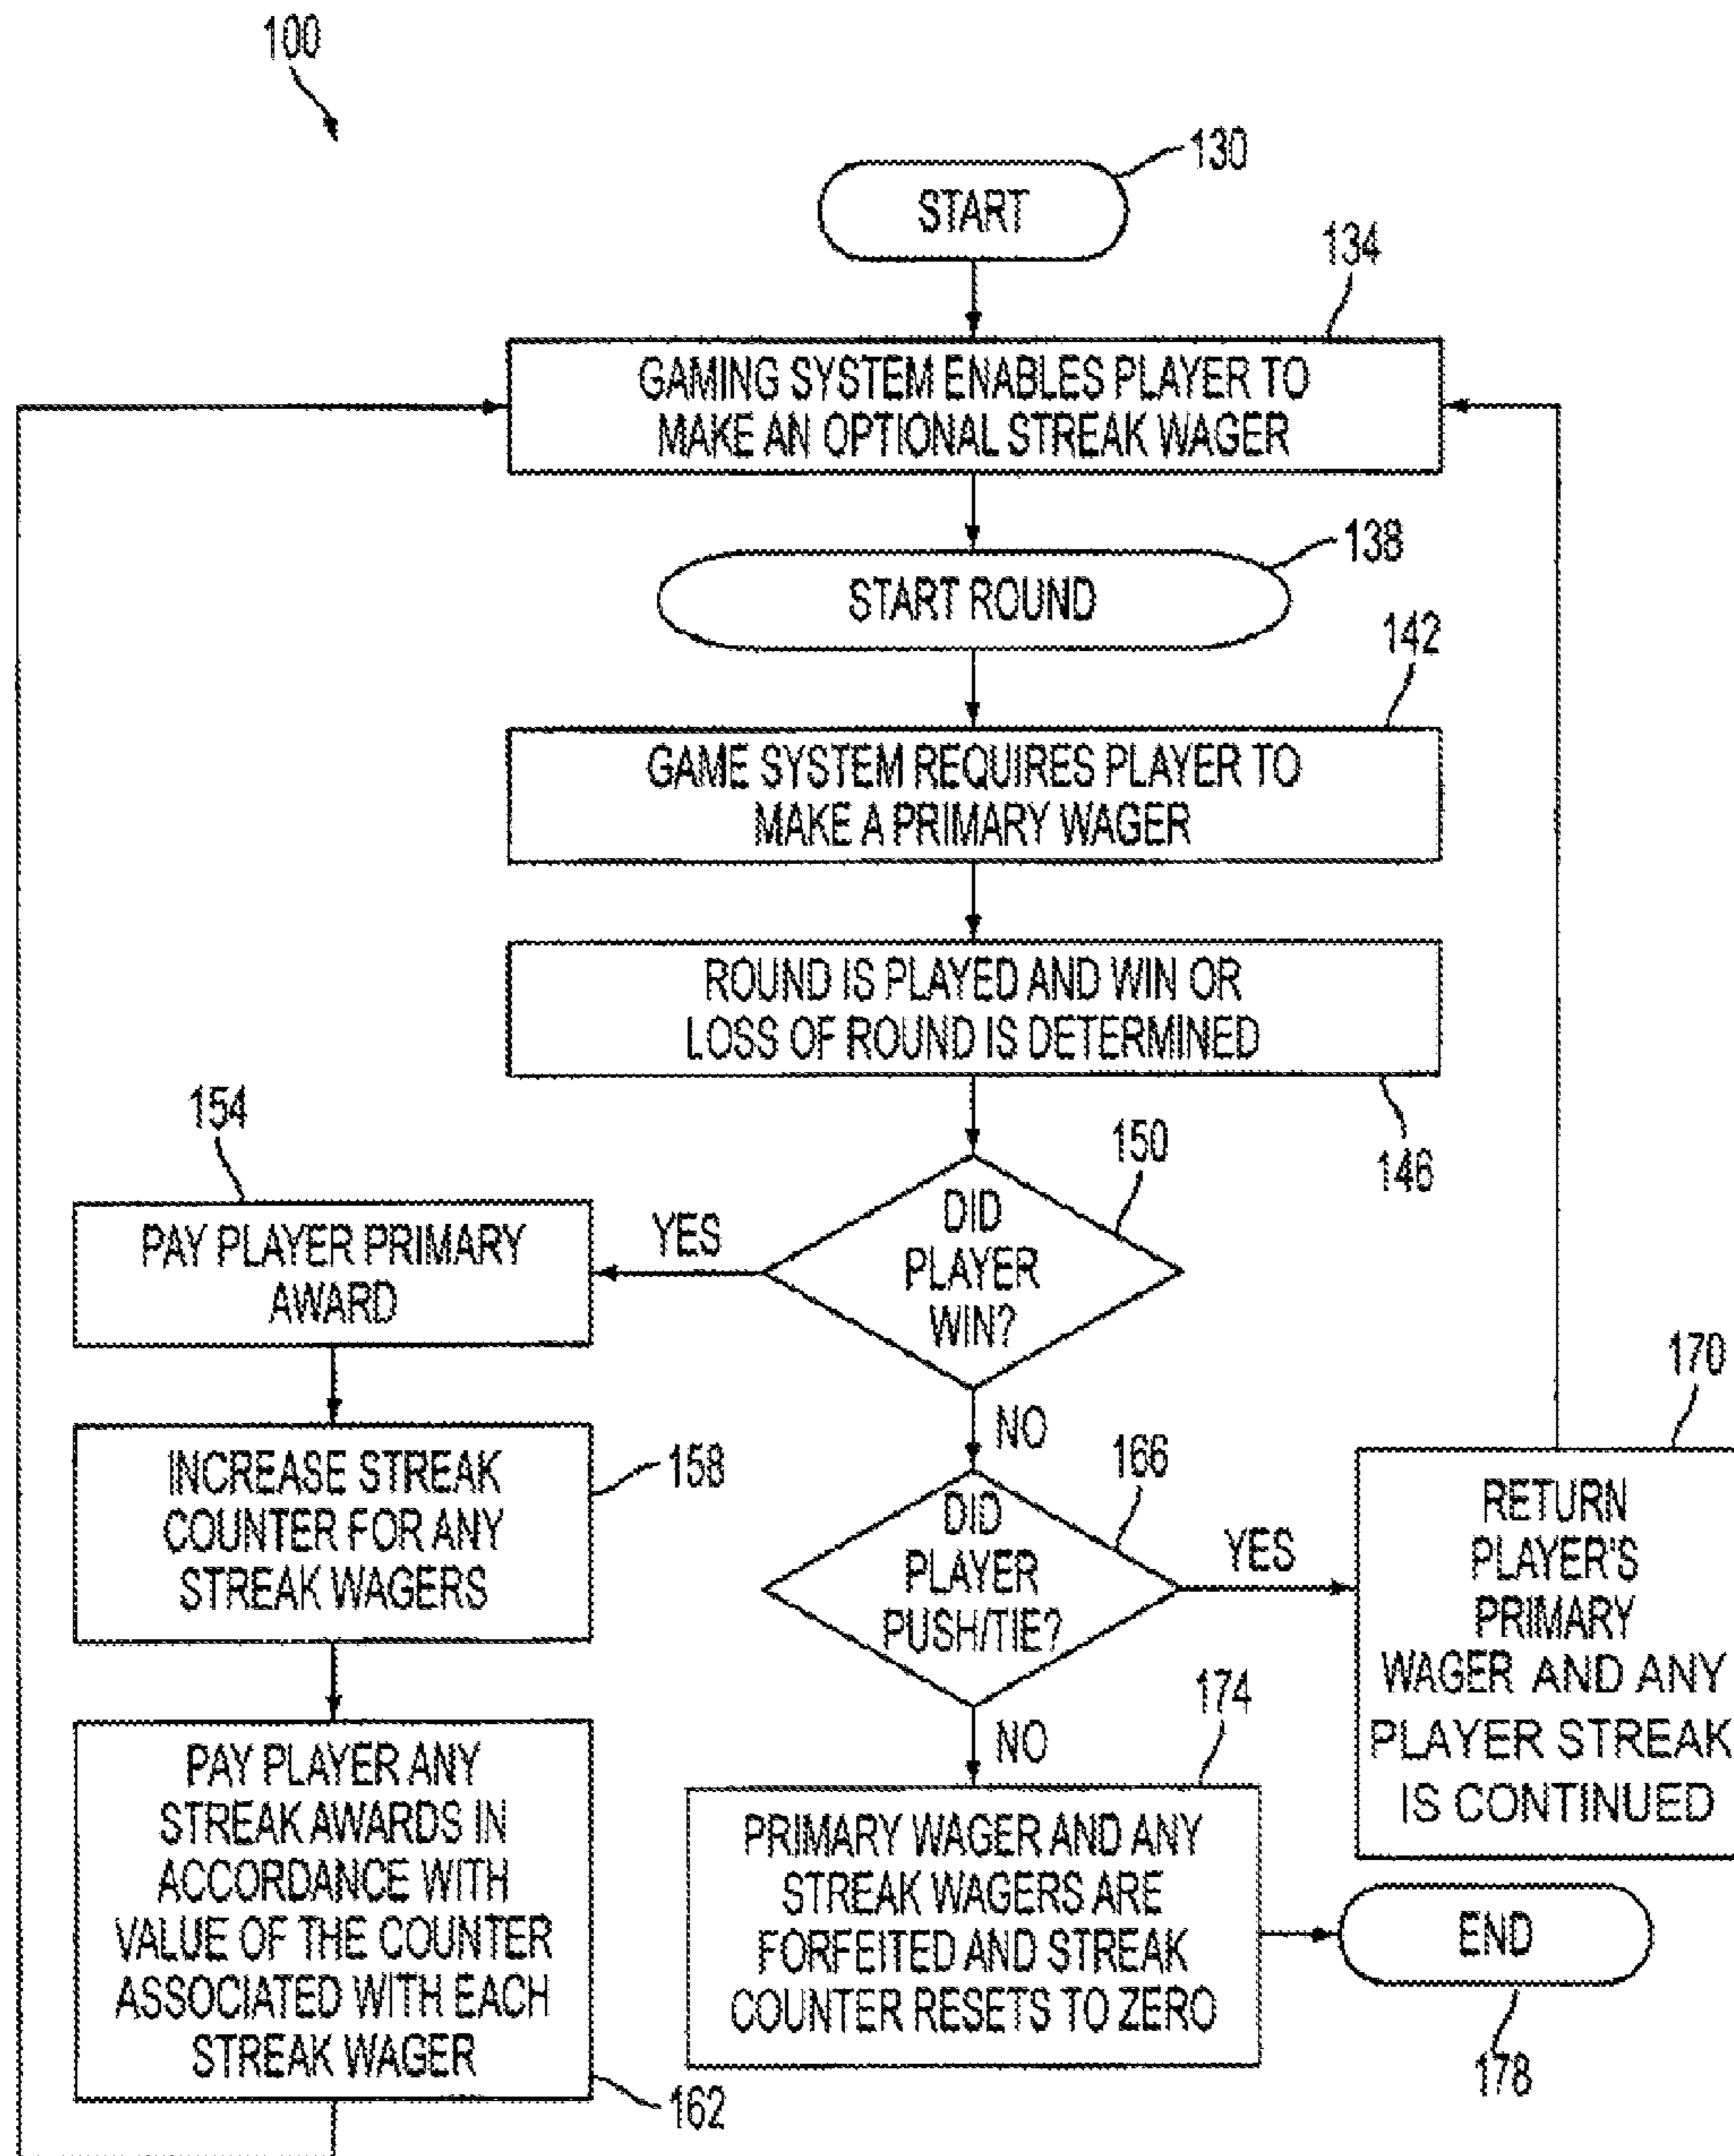 100
130
START
134
GAMING SYSTEM ENABLES PLAYER TO
MAKE AN OPTIONAL STREAK WAGER
138
START ROUND
142
GAME SYSTEM REQUIRES PLAYER TO
MAKE A PRIMARY WAGER
ROUND IS PLAYED AND WIN OR
LOSS OF ROUND IS DETERMINED
146
150
DID
PLAYER
WIN?
YES
154
PAY PLAYER PRIMARY
AWARD
INCREASE STREAK
COUNTER FOR ANY
STREAK WAGERS
158
PAY PLAYER ANY
STREAK AWARDS IN
ACCORDANCE WITH
VALUE OF THE COUNTER
ASSOCIATED WITH EACH
STREAK WAGER
162
NO
166
DID
PLAYER
PUSH/TIE?
YES
170
RETURN
PLAYER'S
PRIMARY
WAGER AND ANY
PLAYER STREAK
IS CONTINUED
NO
174
PRIMARY WAGER AND ANY
STREAK WAGERS ARE
FORFEITED AND STREAK
COUNTER RESETS TO ZERO
END
178